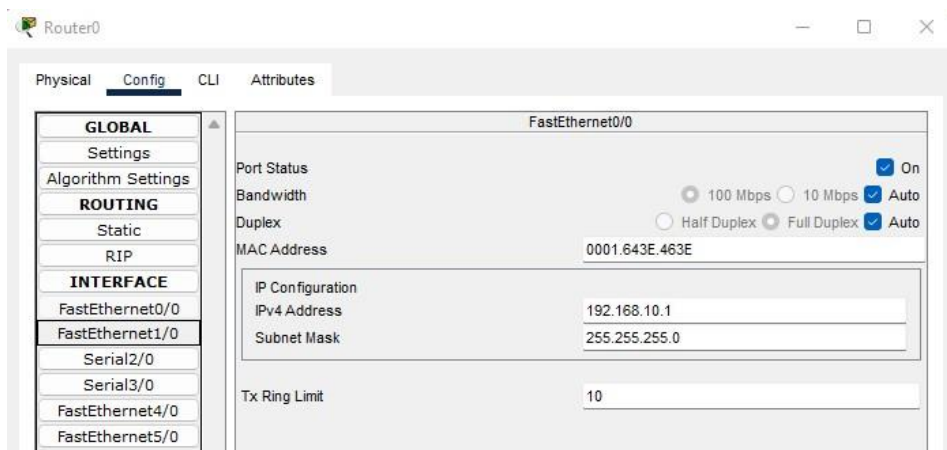 Router0
Physical Config CLI Attributes
GLOBAL
Settings
Algorithm Settings
ROUTING
Static
RIP
INTERFACE
FastEthernet0/0
FastEthernet1/0
Serial2/0
Serial3/0
FastEthernet4/0
FastEthernet5/0
FastEthernet0/0
Port Status On
Bandwidth 100 Mbps 10 Mbps Auto
Duplex Half Duplex Full Duplex Auto
MAC Address 0001.643E.463E
IP Configuration
IPv4 Address 192.168.10.1
Subnet Mask 255.255.255.0
Tx Ring Limit 10